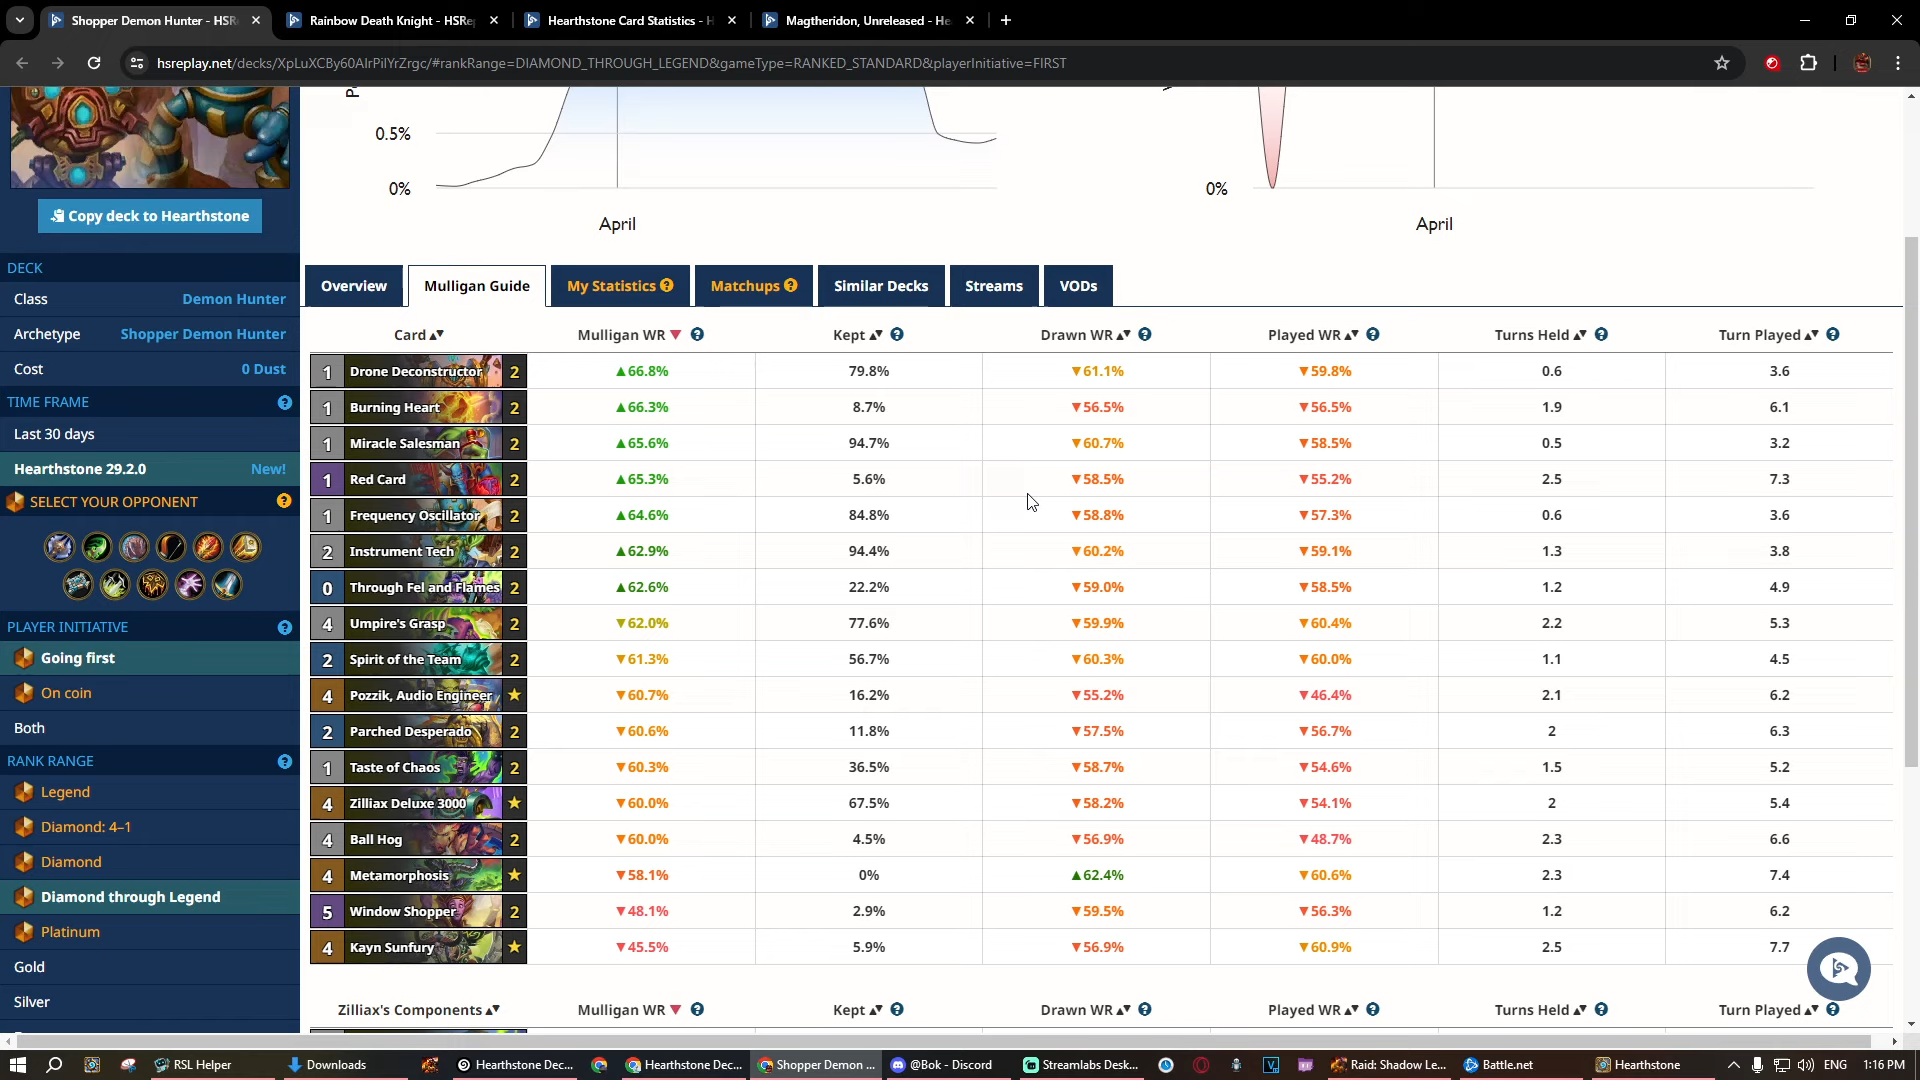 Shopper Demon Hunter - HSRe
Rainbow Death Knight - HSRe
Hearthstone Card Statistics - H
Magtheridon, Unreleased - He
hsreplay.net/decks/XpLuXCBy60AIrPiIYrZrgc/#rankRange=DIAMOND_THROUGH_LEGEND&gameType=RANKED_STANDARD&playerInitiative=FIRST
0.5%
0%
April
0%
April
Copy deck to Hearthstone
DECK
Class Demon Hunter
Archetype Shopper Demon Hunter
Cost 0 Dust
TIME FRAME
Last 30 days
Hearthstone 29.2.0 New!
SELECT YOUR OPPONENT
PLAYER INITIATIVE
Going first
On coin
Both
RANK RANGE
Legend
Diamond: 4–1
Diamond
Diamond through Legend
Platinum
Gold
Silver
Overview Mulligan Guide My Statistics Matchups Similar Decks Streams VODs
Card▲▼ Mulligan WR▼ Kept▲▼ Drawn WR▲▼ Played WR▲▼ Turns Held▲▼ Turn Played▲▼
1 Drone Deconstructor 2 ▲66.8% 79.8% ▼61.1% ▼59.8% 0.6 3.6
1 Burning Heart 2 ▲66.3% 8.7% ▼56.5% ▼56.5% 1.9 6.1
1 Miracle Salesman 2 ▲65.6% 94.7% ▼60.7% ▼58.5% 0.5 3.2
1 Red Card 2 ▲65.3% 5.6% ▼58.5% ▼55.2% 2.5 7.3
1 Frequency Oscillator 2 ▲64.6% 84.8% ▼58.8% ▼57.3% 0.6 3.6
2 Instrument Tech 2 ▲62.9% 94.4% ▼60.2% ▼59.1% 1.3 3.8
0 Through Fel and Flames 2 ▲62.6% 22.2% ▼59.0% ▼58.5% 1.2 4.9
4 Umpire's Grasp 2 ▼62.0% 77.6% ▼59.9% ▼60.4% 2.2 5.3
2 Spirit of the Team 2 ▼61.3% 56.7% ▼60.3% ▼60.0% 1.1 4.5
4 Pozzik, Audio Engineer ★ ▼60.7% 16.2% ▼55.2% ▼46.4% 2.1 6.2
2 Parched Desperado 2 ▼60.6% 11.8% ▼57.5% ▼56.7% 2 6.3
1 Taste of Chaos 2 ▼60.3% 36.5% ▼58.7% ▼54.6% 1.5 5.2
4 Zilliax Deluxe 3000 ★ ▼60.0% 67.5% ▼58.2% ▼54.1% 2 5.4
4 Ball Hog 2 ▼60.0% 4.5% ▼56.9% ▼48.7% 2.3 6.6
4 Metamorphosis ★ ▼58.1% 0% ▲62.4% ▼60.6% 2.3 7.4
5 Window Shopper 2 ▼48.1% 2.9% ▼59.5% ▼56.3% 1.2 6.2
4 Kayn Sunfury ★ ▼45.5% 5.9% ▼56.9% ▼60.9% 2.5 7.7
Zilliax's Components▲▼ Mulligan WR▼ Kept▲▼ Drawn WR▲▼ Played WR▲▼ Turns Held▲▼ Turn Played▲▼
RSL Helper Downloads Hearthstone Dec... Hearthstone Dec... Shopper Demon ... @Bok - Discord Streamlabs Desk... Raid: Shadow Le... Battle.net Hearthstone ENG 1:16 PM